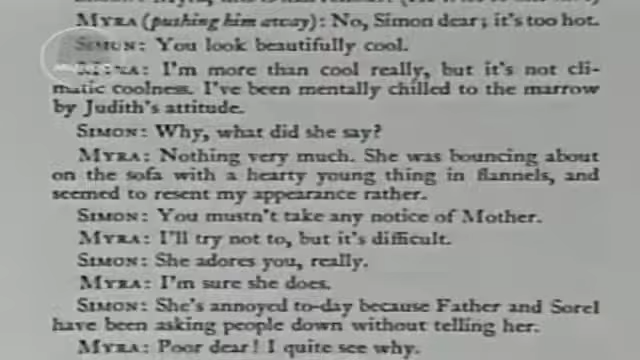 MYRA (pushing him away): No, Simon dear; it's too hot.
SIMON: You look beautifully cool.
MYRA: I'm more than cool really, but it's not cli-
matic coolness. I've been mentally chilled to the marrow
by Judith's attitude.
SIMON: Why, what did she say?
MYRA: Nothing very much. She was bouncing about
on the sofa with a hearty young thing in flannels, and
seemed to resent my appearance rather.
SIMON: You mustn't take any notice of Mother.
MYRA: I'll try not to, but it's difficult.
SIMON: She adores you, really.
MYRA: I'm sure she does.
SIMON: She's annoyed to-day because Father and Sorel
have been asking people down without telling her.
MYRA: Poor dear! I quite see why.